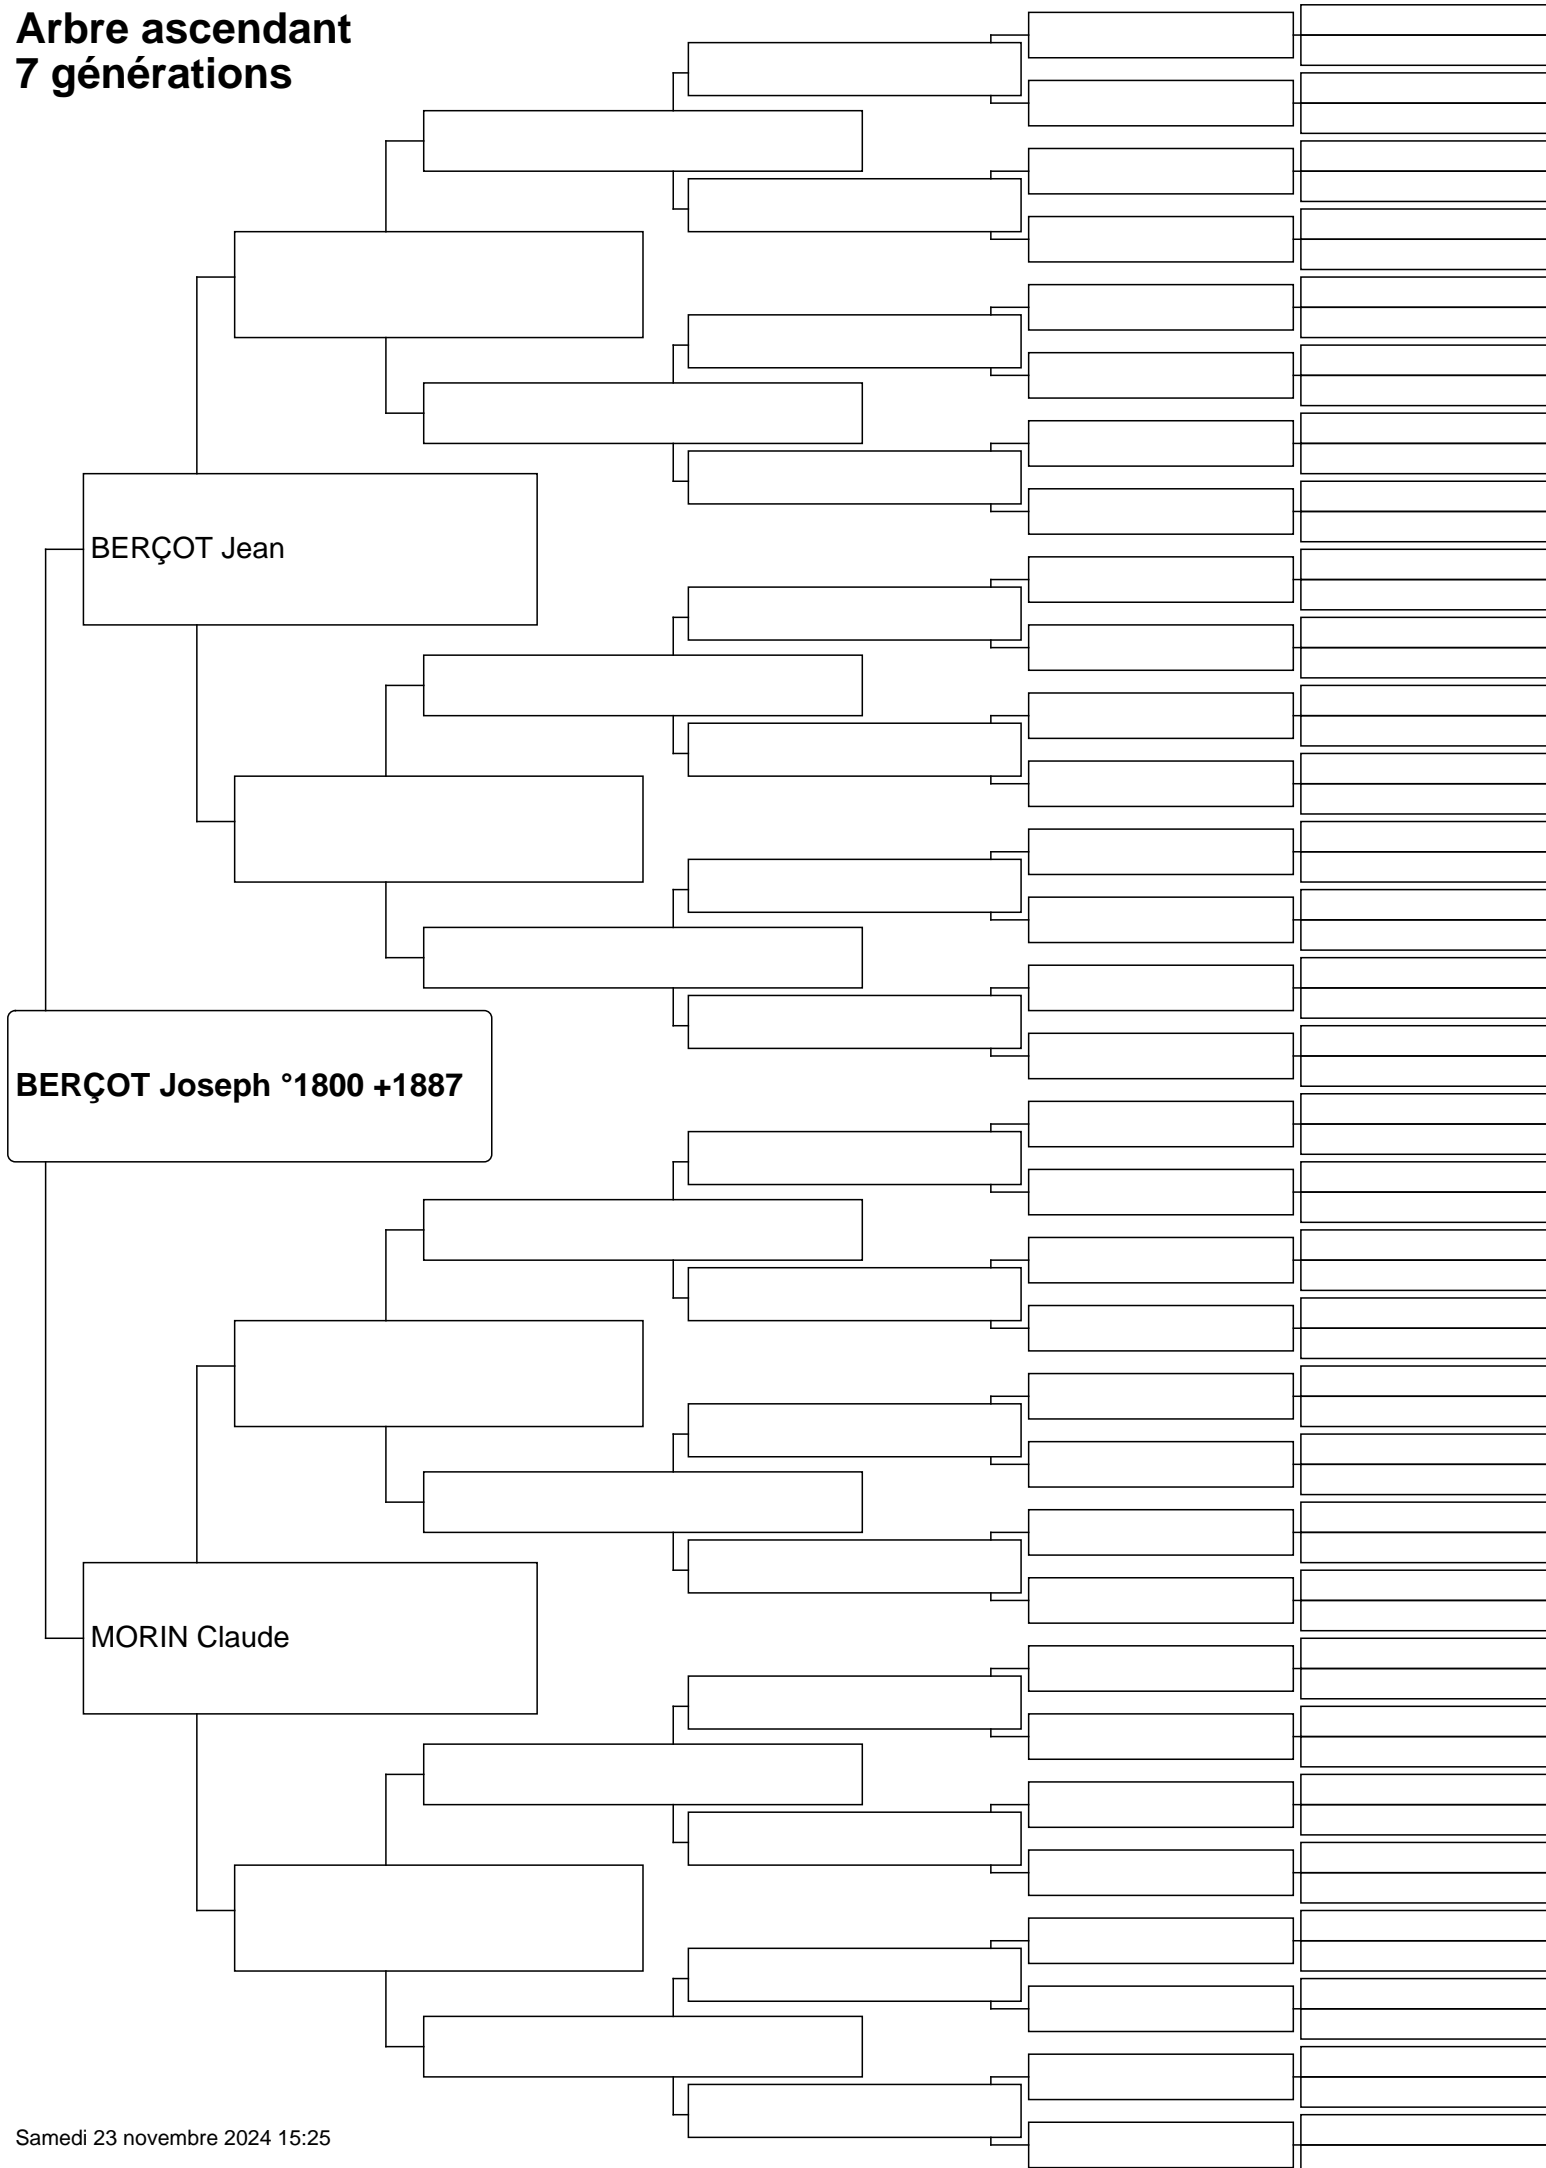 Arbre ascendant
7 générations
BERÇOT Jean
BERÇOT Joseph °1800 +1887
MORIN Claude
Samedi 23 novembre 2024 15:25